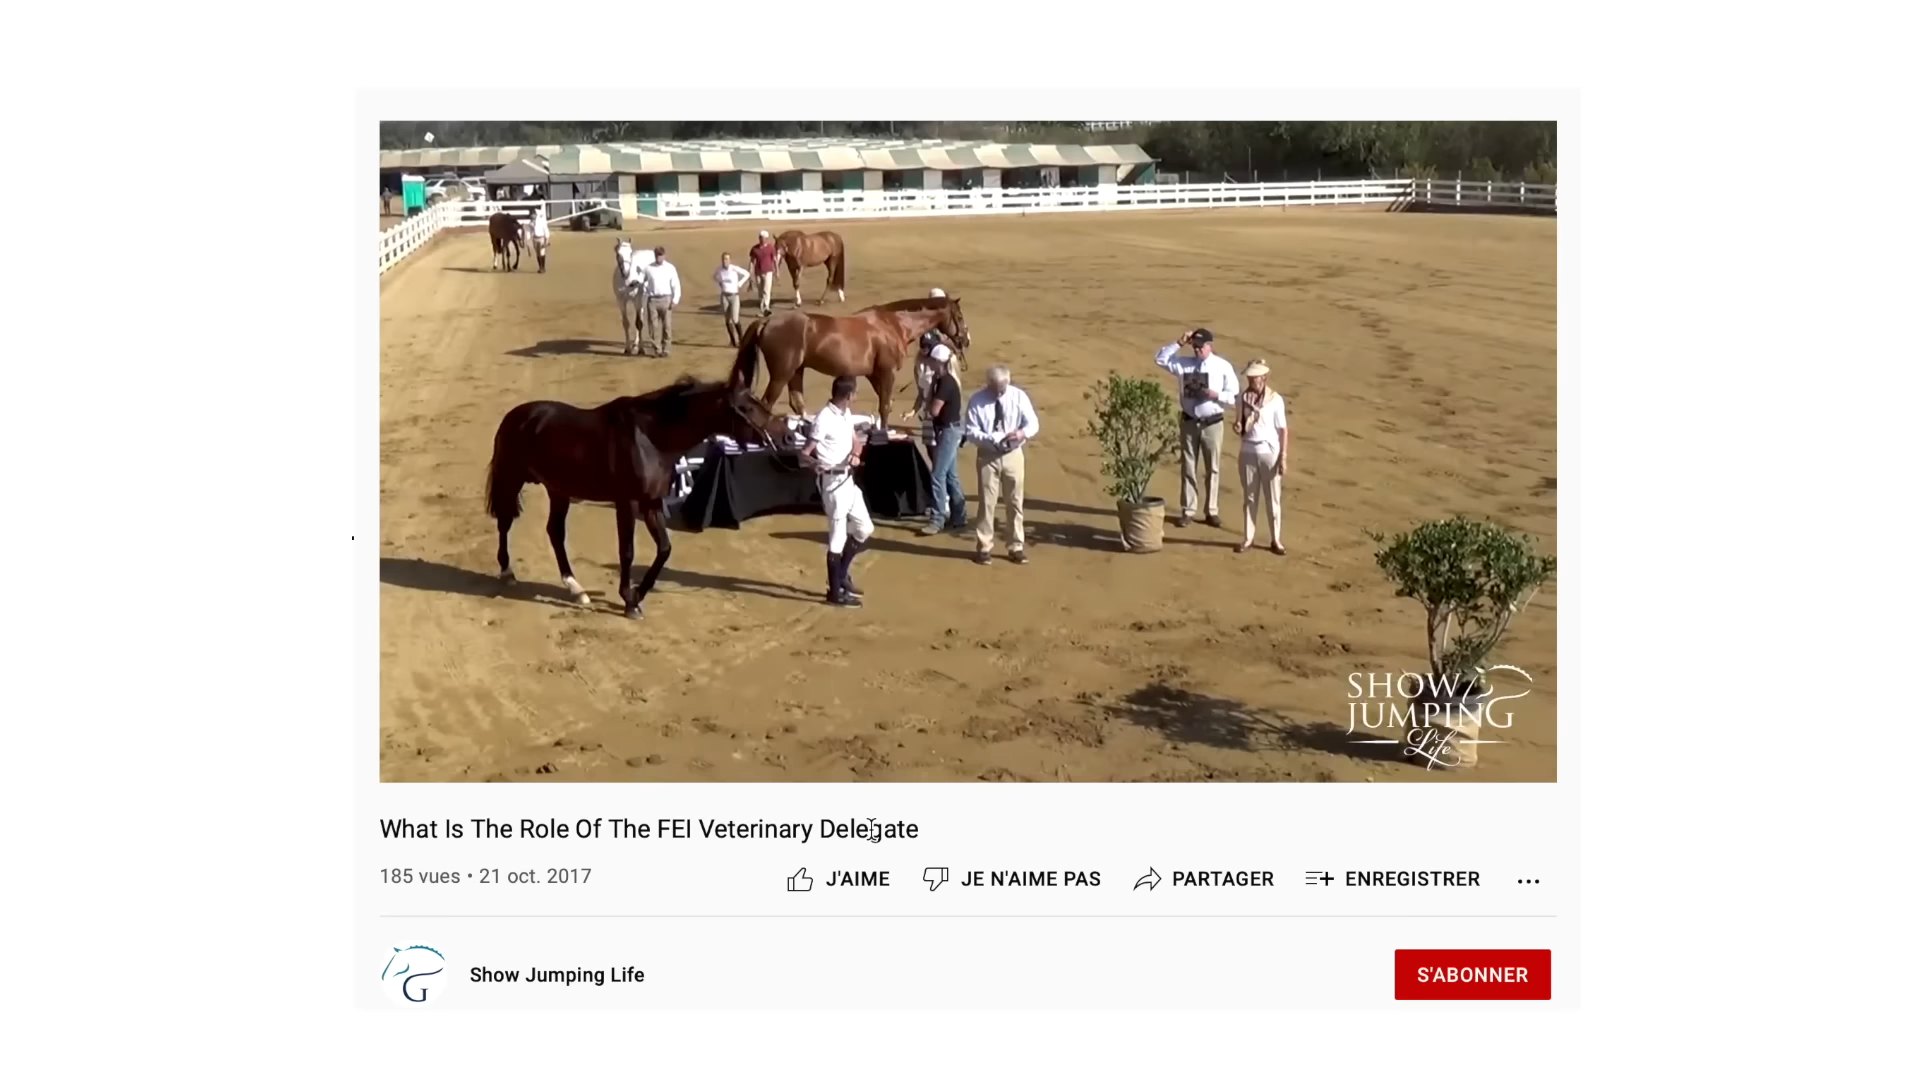 SHOW
JUMPING
Life
What Is The Role Of The FEI Veterinary Delegate
185 vues • 21 oct. 2017
J'AIME JE N'AIME PAS PARTAGER ENREGISTRER
G
Show Jumping Life
S'ABONNER